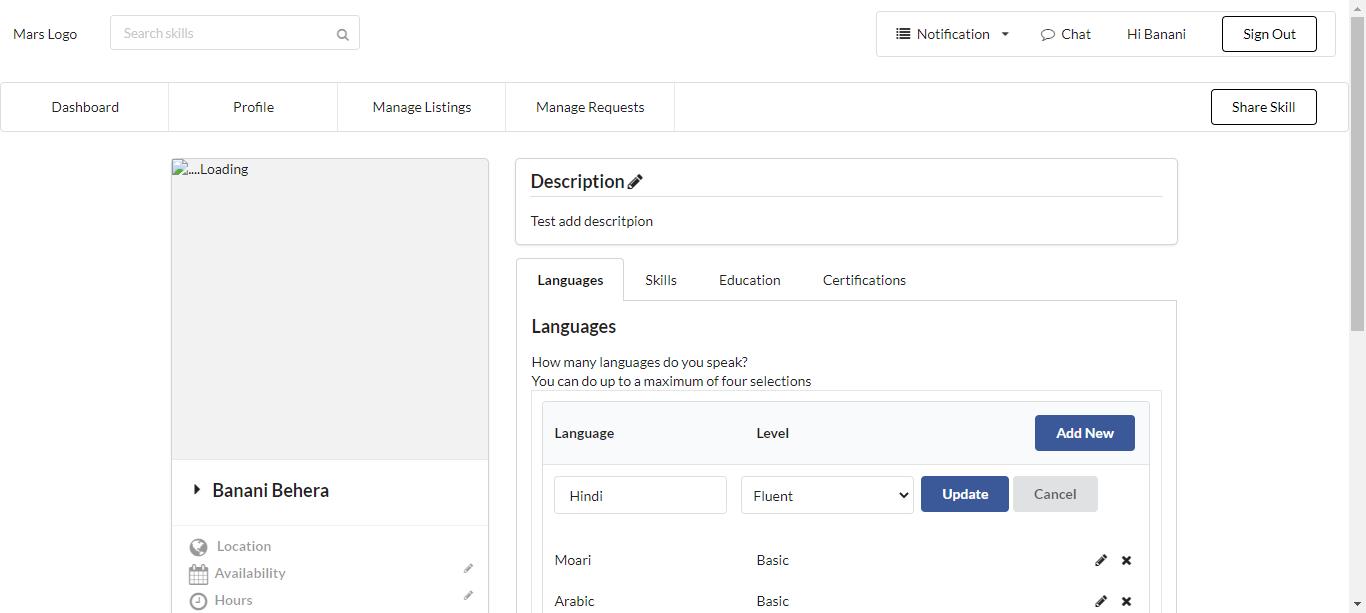 Mars Logo
Search skills
Notification
Chat
Hi Banani
Sign Out
Dashboard
Profile
Manage Listings
Manage Requests
Share Skill
....Loading
Banani Behera
Location
Availability
Hours
Description
Test add descritpion
Languages
Skills
Education
Certifications
Languages
How many languages do you speak?
You can do up to a maximum of four selections
Language
Level
Add New
Hindi
Fluent
Update
Cancel
Moari
Basic
Arabic
Basic